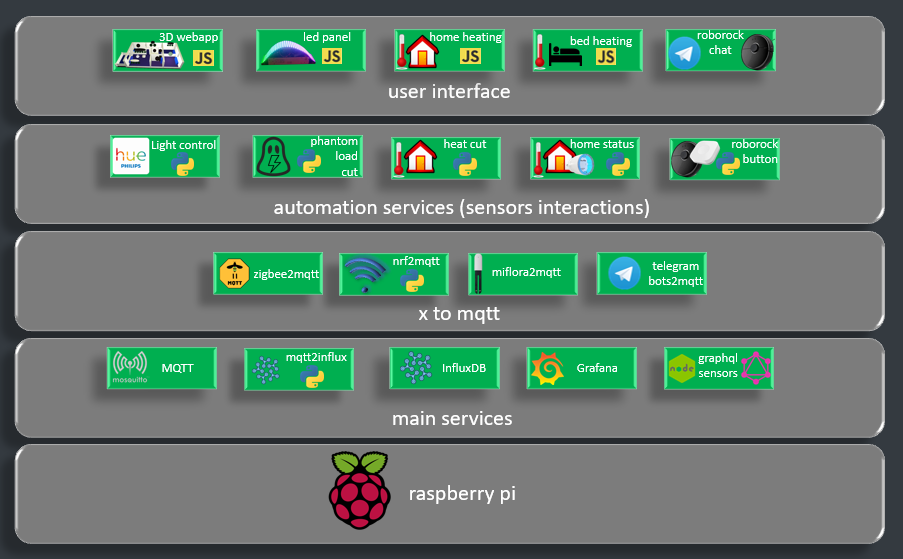 3D webapp
JS
led panel
JS
home heating
JS
bed heating
JS
roborock
chat
user interface
hue
PHILIPS
Light control
phantom
load
cut
heat cut
home status
roborock
button
automation services (sensors interactions)
MQTT
zigbee2mqtt
nrf2mqtt
miflora2mqtt
telegram
bots2mqtt
x to mqtt
mosquitto
MQTT
mqtt2influx
InfluxDB
Grafana
node
graphql
sensors
main services
raspberry pi